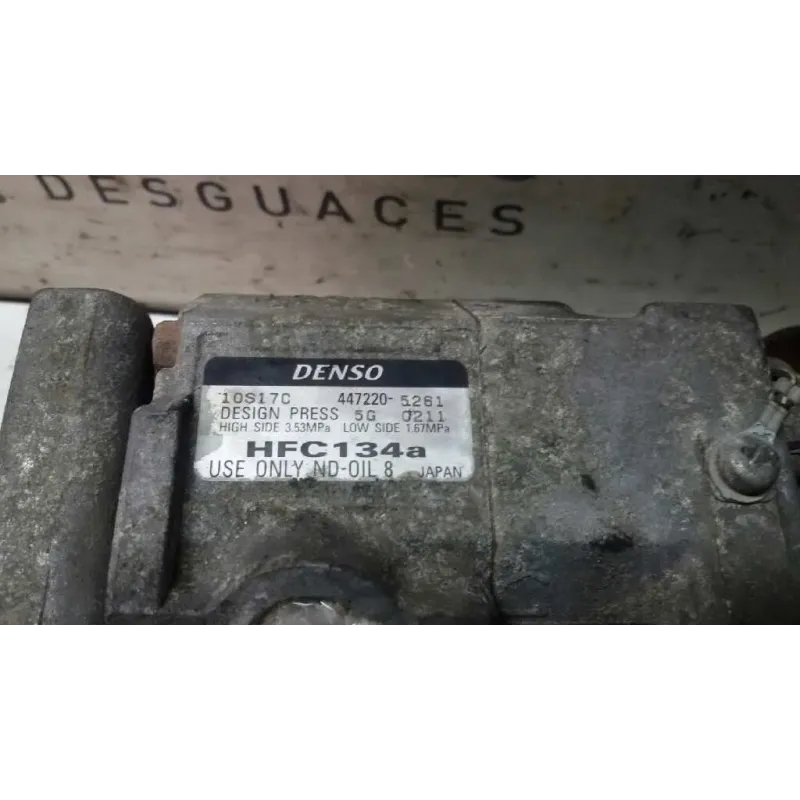 DESGUACES
DENSO
10S17C 447220-5261
DESIGN PRESS 5G 0211
HIGH SIDE 3.53MPa LOW SIDE 1.67MPa
HFC134a
USE ONLY ND-OIL 8 JAPAN